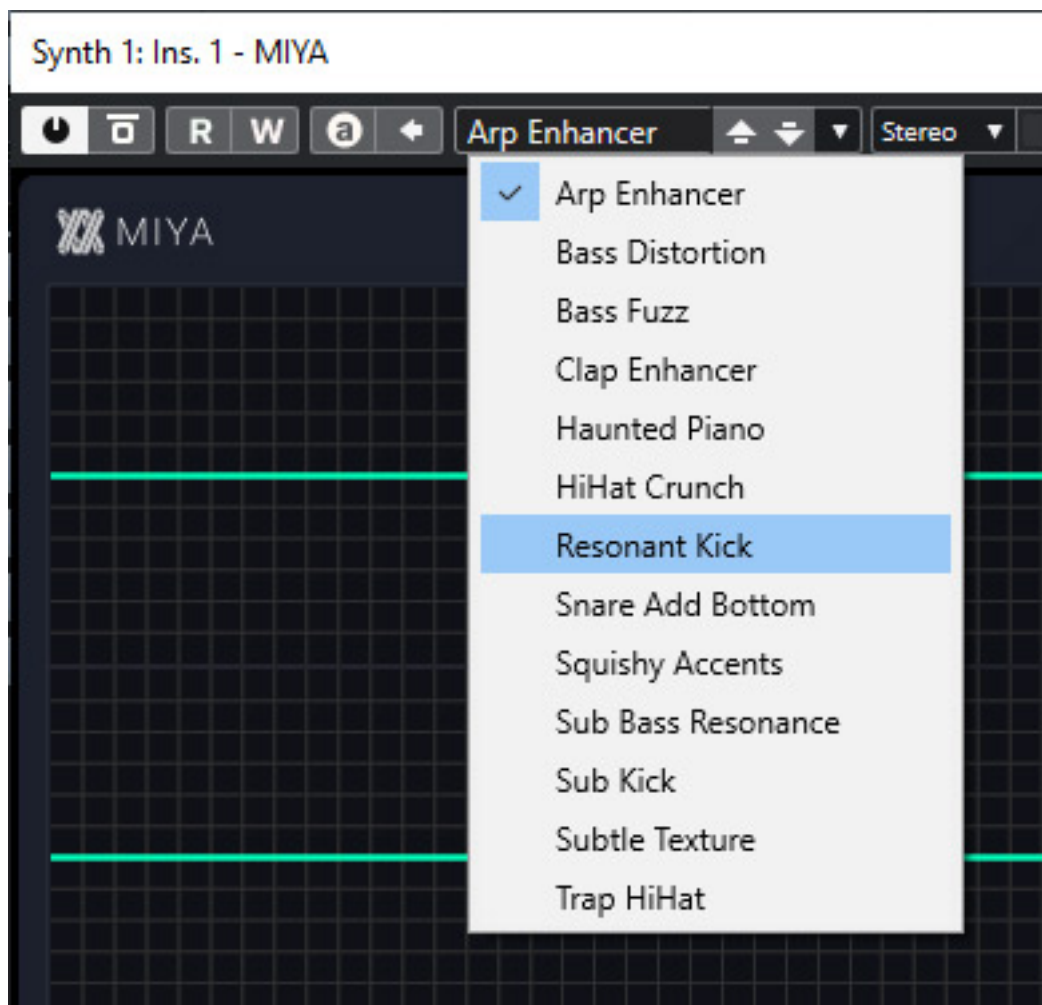 Synth 1: Ins. 1 - MIYA
R W a Arp Enhancer Stereo
MIYA
Arp Enhancer
Bass Distortion
Bass Fuzz
Clap Enhancer
Haunted Piano
HiHat Crunch
Resonant Kick
Snare Add Bottom
Squishy Accents
Sub Bass Resonance
Sub Kick
Subtle Texture
Trap HiHat